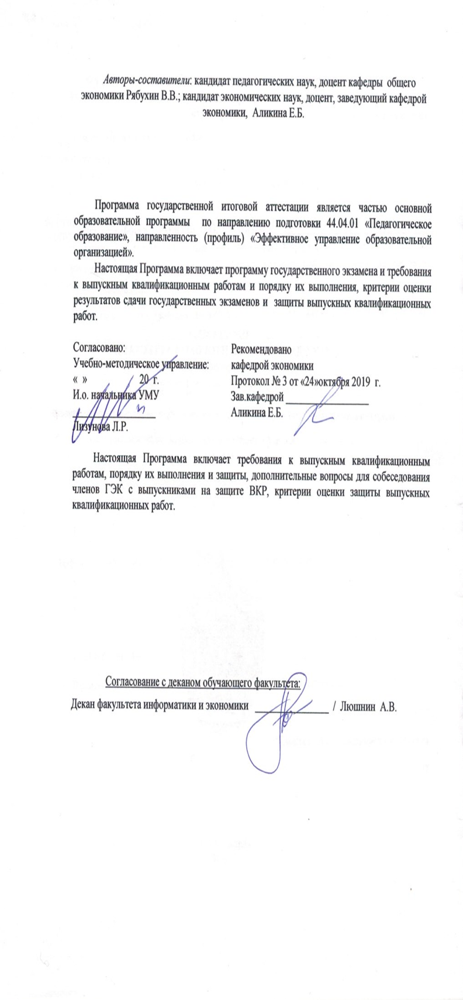 Авторы-составители: кандидат педагогических наук, доцент кафедры общего
экономики Рябухин В.В.; кандидат экономических наук, доцент, заведующий кафедрой
экономики, Аликина Е.Б.
Программа государственной итоговой аттестации является частью основной
образовательной программы по направлению подготовки 44.04.01 «Педагогическое
образование», направленность (профиль) «Эффективное управление образовательной
организацией».
Настоящая Программа включает программу государственного экзамена и требования
к выпускным квалификационным работам и порядку их выполнения, критерии оценки
результатов сдачи государственных экзаменов и защиты выпускных квалификационных
работ.
Согласовано:
Учебно-методическое управление:
« » 20 г.
И.о. начальника УМУ
Лизунова Л.Р.
Рекомендовано
кафедрой экономики
Протокол № 3 от «24»октября 2019 г.
Зав.кафедрой _______________
Аликина Е.Б.
Настоящая Программа включает требования к выпускным квалификационным
работам, порядку их выполнения и защиты, дополнительные вопросы для собеседования
членов ГЭК с выпускниками на защите ВКР, критерии оценки защиты выпускных
квалификационных работ.
Согласование с деканом обучающего факультета:
Декан факультета информатики и экономики _____________ / Люшнин А.В.